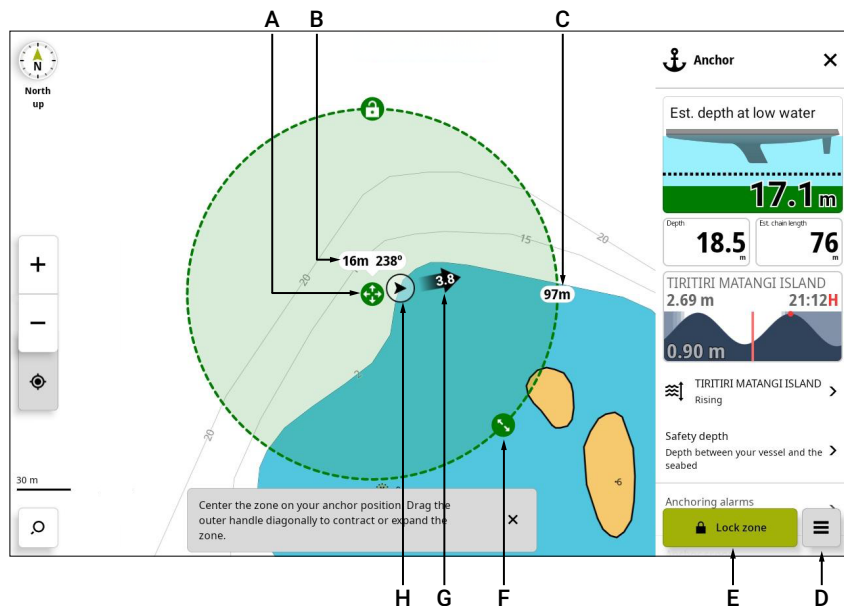 A
B
C
N
North
up
Anchor
Est. depth at low water
17.1 m
Depth
18.5
m
Est. chain length
76
m
20
15
20
16m 238°
3.8
97m
+
−
TIRITIRI MATANGI ISLAND
2.69 m
21:12H
0.90 m
TIRITIRI MATANGI ISLAND
Rising
Safety depth
Depth between your vessel and the
seabed
Anchoring alarms
20
30 m
6
Center the zone on your anchor position. Drag the
outer handle diagonally to contract or expand the
zone.
Lock zone
H
G
F
E
D